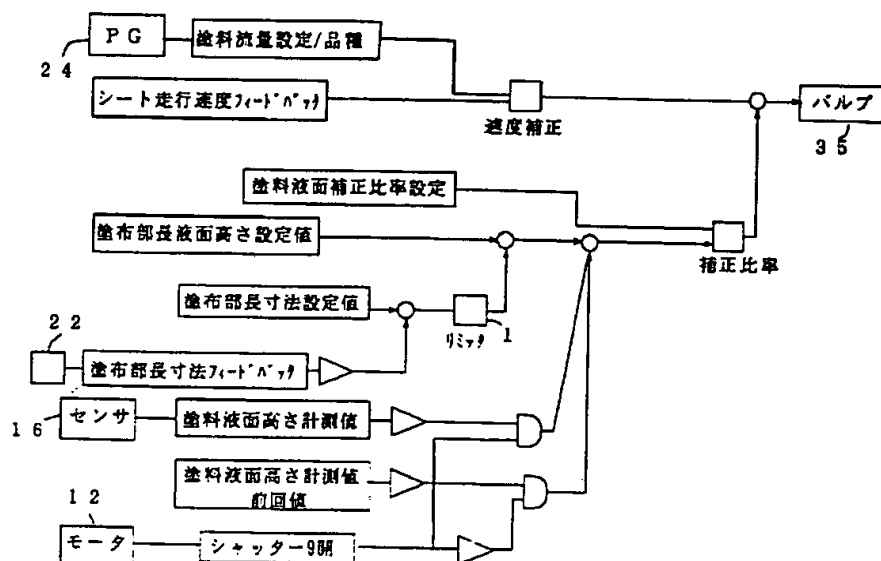 PG
塗料流量設定/品種
24
シート走行速度フィードバック
速度補正
バルブ
35
塗料液面補正比率設定
塗布部長液面高さ設定値
補正比率
塗布部長寸法設定値
リミッタ
1
22
塗布部長寸法フィードバック
16
センサ
塗料液面高さ計測値
塗料液面高さ計測値
前回値
12
モータ
シャッター9開